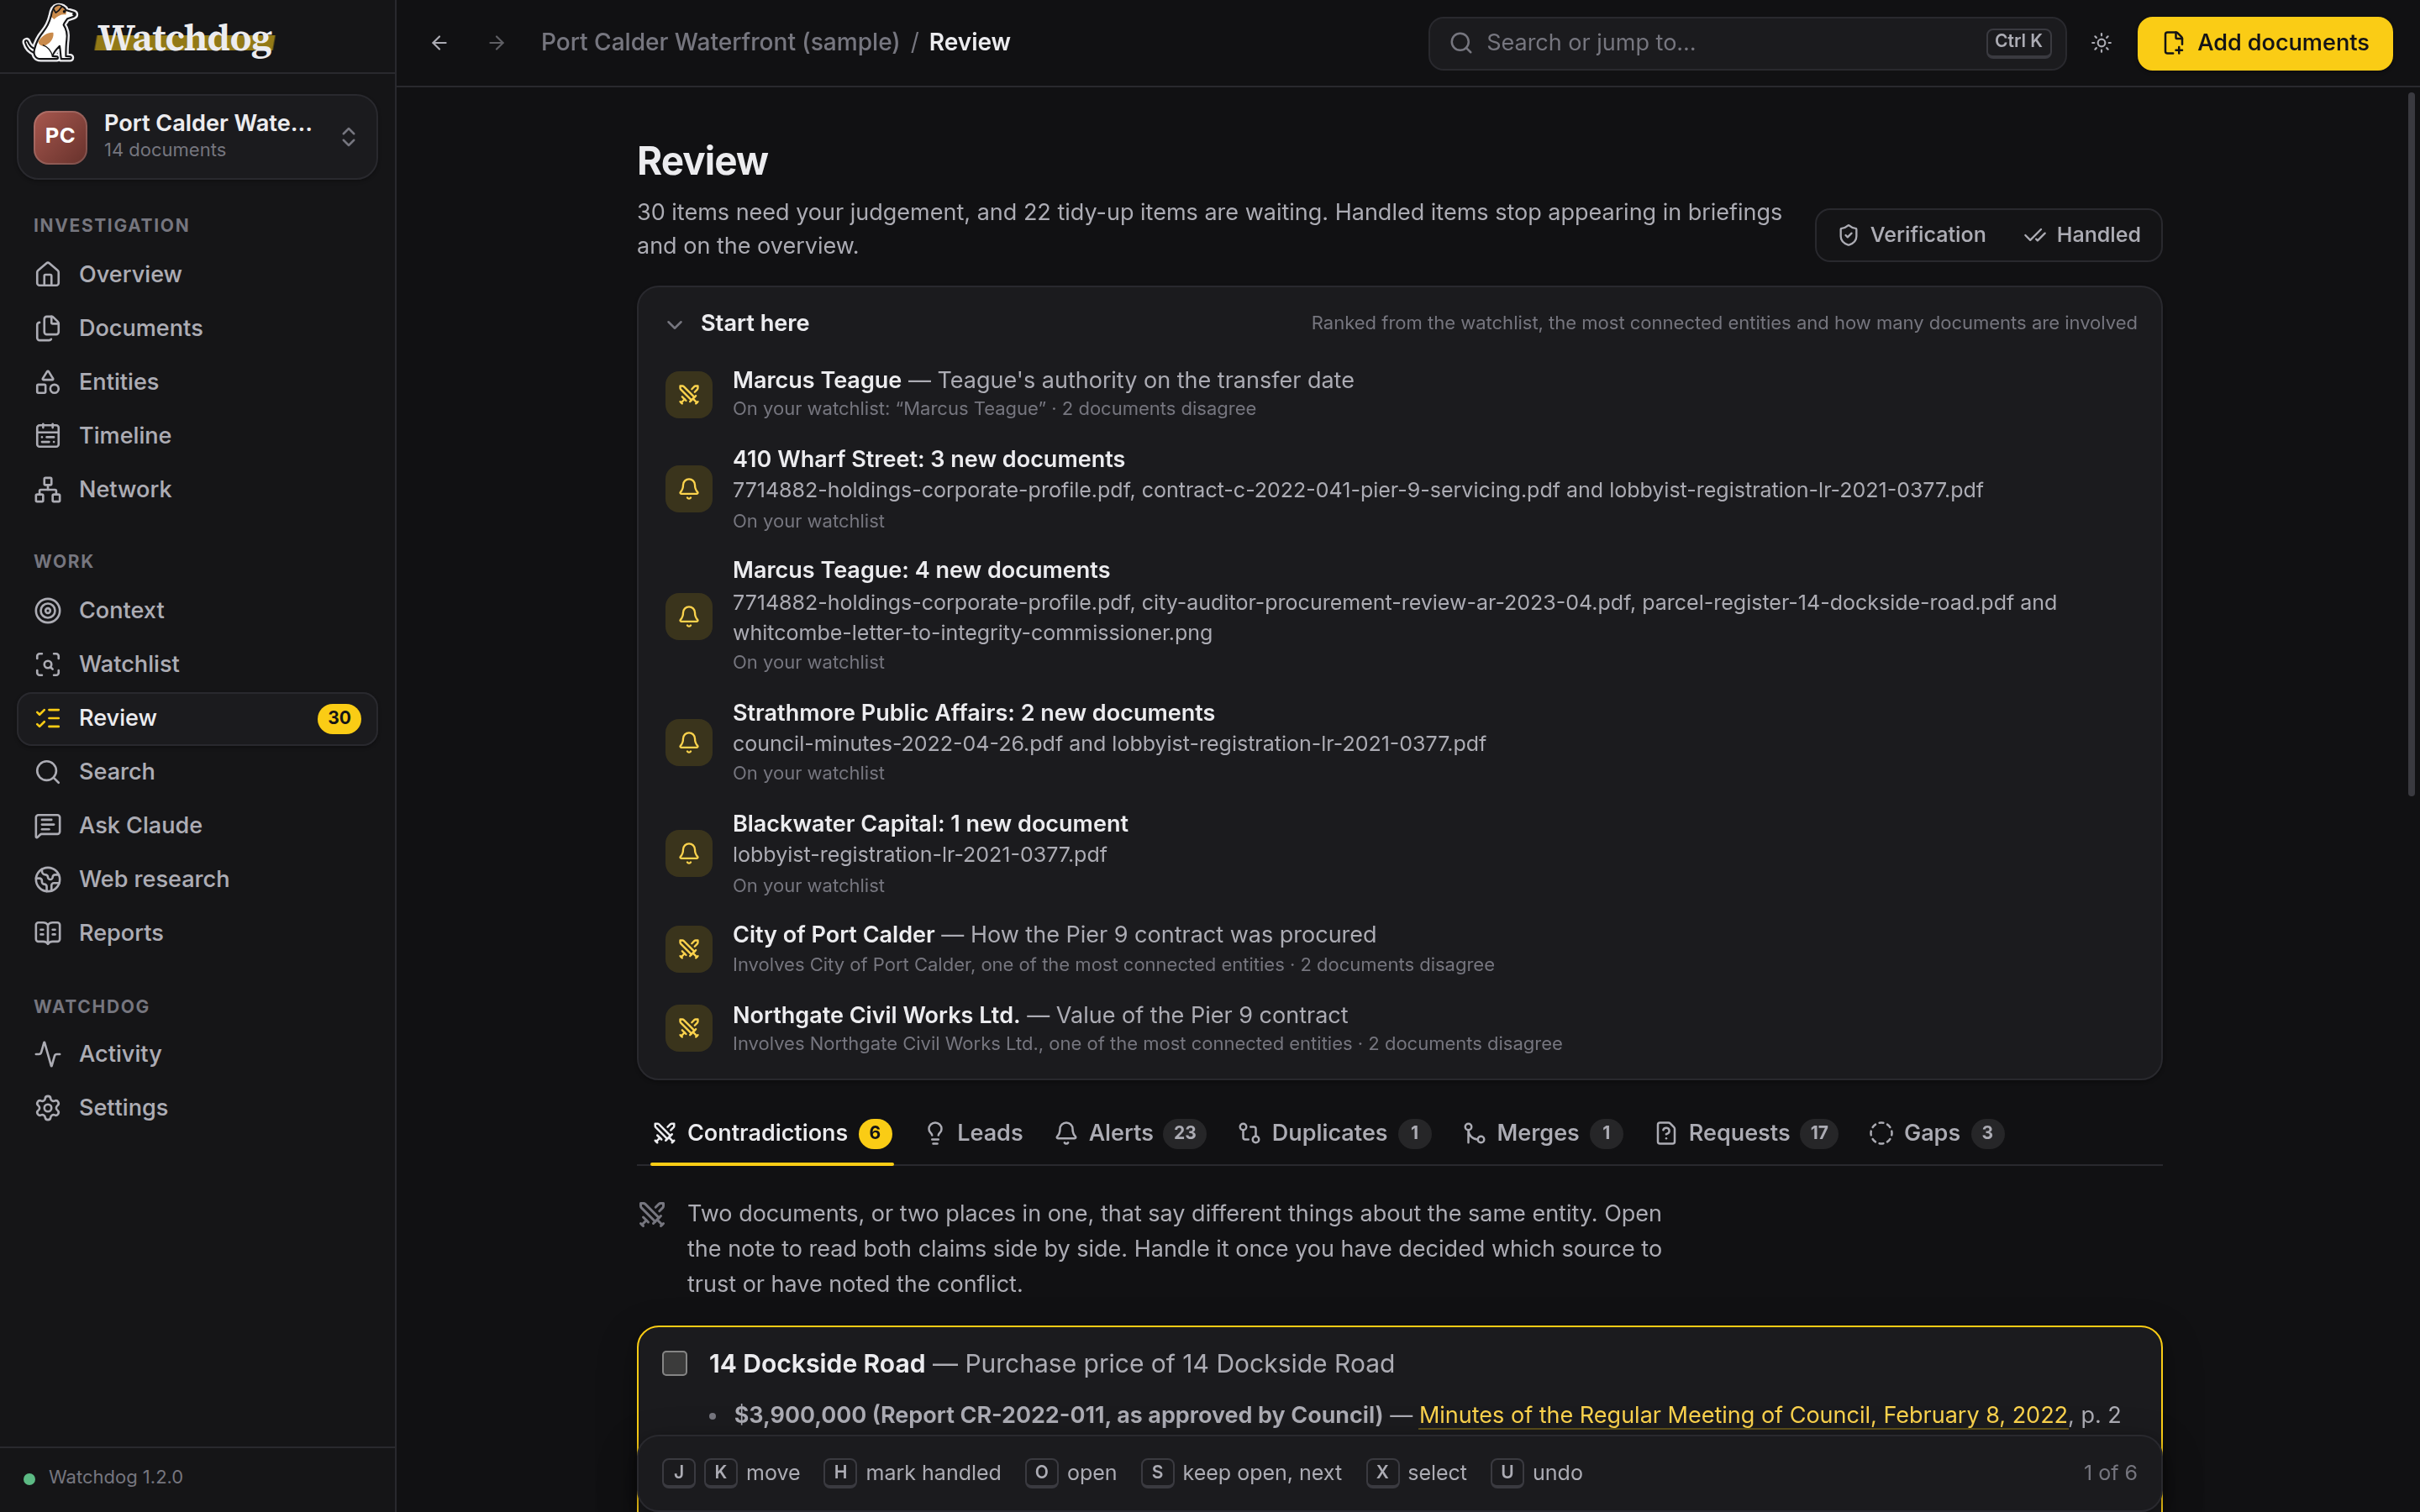 Watchdog
Port Calder Waterfront (sample) / Review
Search or jump to...
Ctrl K
Add documents
PC
Port Calder Wate...
14 documents
INVESTIGATION
Overview
Documents
Entities
Timeline
Network
WORK
Context
Watchlist
Review
30
Search
Ask Claude
Web research
Reports
WATCHDOG
Activity
Settings
Watchdog 1.2.0
Review
30 items need your judgement, and 22 tidy-up items are waiting. Handled items stop appearing in briefings
and on the overview.
Verification
Handled
Start here
Ranked from the watchlist, the most connected entities and how many documents are involved
Marcus Teague — Teague's authority on the transfer date
On your watchlist: “Marcus Teague” · 2 documents disagree
410 Wharf Street: 3 new documents
7714882-holdings-corporate-profile.pdf, contract-c-2022-041-pier-9-servicing.pdf and lobbyist-registration-lr-2021-0377.pdf
On your watchlist
Marcus Teague: 4 new documents
7714882-holdings-corporate-profile.pdf, city-auditor-procurement-review-ar-2023-04.pdf, parcel-register-14-dockside-road.pdf and
whitcombe-letter-to-integrity-commissioner.png
On your watchlist
Strathmore Public Affairs: 2 new documents
council-minutes-2022-04-26.pdf and lobbyist-registration-lr-2021-0377.pdf
On your watchlist
Blackwater Capital: 1 new document
lobbyist-registration-lr-2021-0377.pdf
On your watchlist
City of Port Calder — How the Pier 9 contract was procured
Involves City of Port Calder, one of the most connected entities · 2 documents disagree
Northgate Civil Works Ltd. — Value of the Pier 9 contract
Involves Northgate Civil Works Ltd., one of the most connected entities · 2 documents disagree
Contradictions 6
Leads
Alerts 23
Duplicates 1
Merges 1
Requests 17
Gaps 3
Two documents, or two places in one, that say different things about the same entity. Open
the note to read both claims side by side. Handle it once you have decided which source to
trust or have noted the conflict.
14 Dockside Road — Purchase price of 14 Dockside Road
• $3,900,000 (Report CR-2022-011, as approved by Council) — Minutes of the Regular Meeting of Council, February 8, 2022, p. 2
J K move H mark handled O open S keep open, next X select U undo
1 of 6